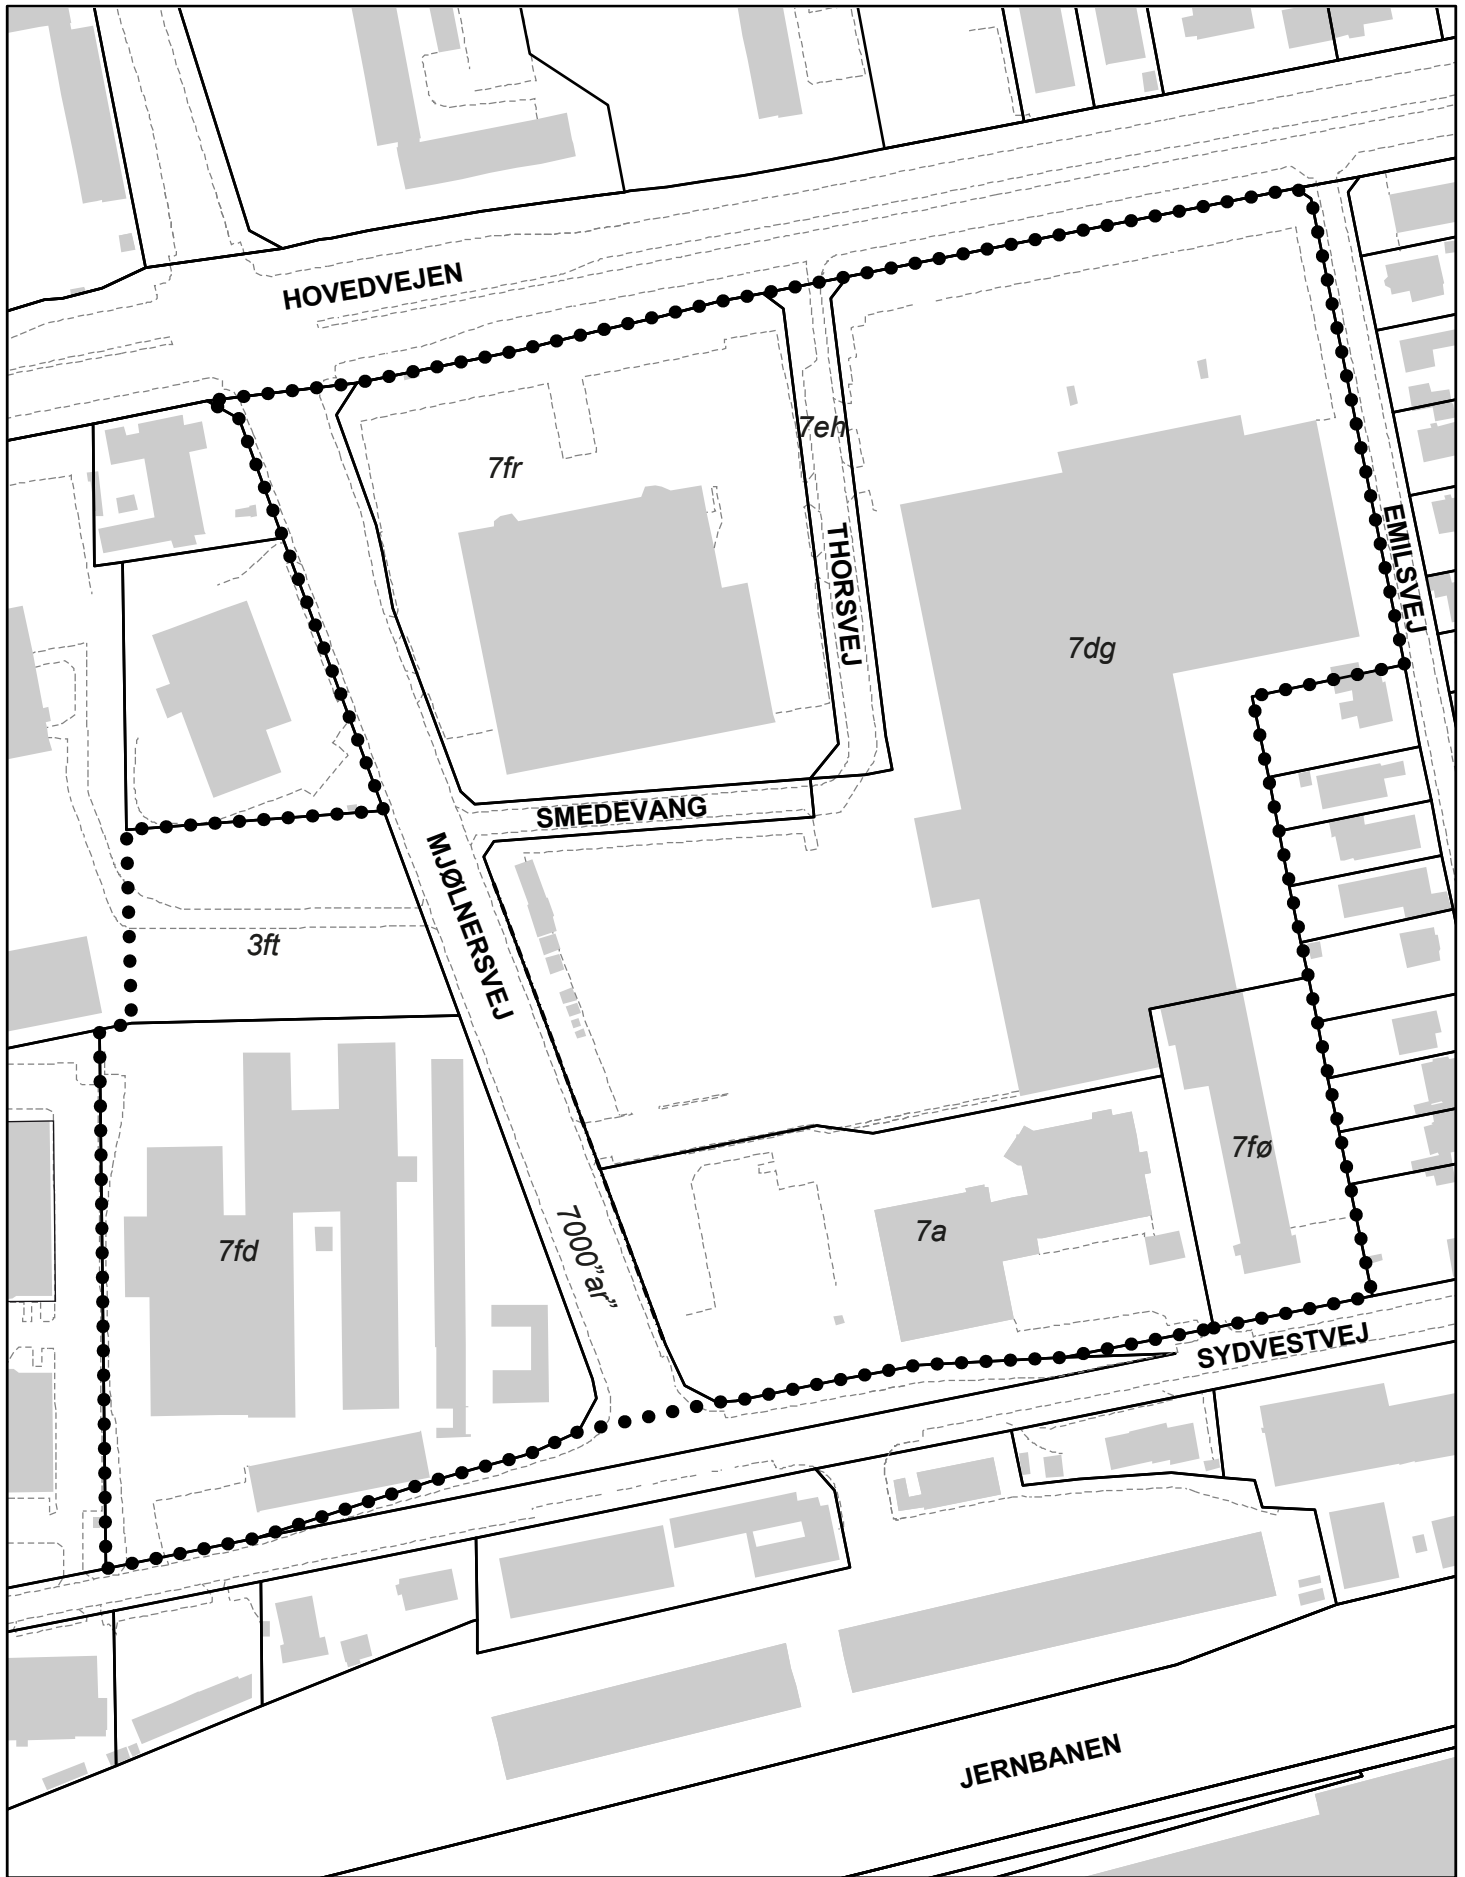 HOVEDVEJEN
7eh
7fr
THORSVEJ
EMILSVEJ
7dg
SMEDEVANG
MJØLNERSVEJ
3ft
7fø
7000"ar"
7a
7fd
SYDVESTVEJ
JERNBANEN